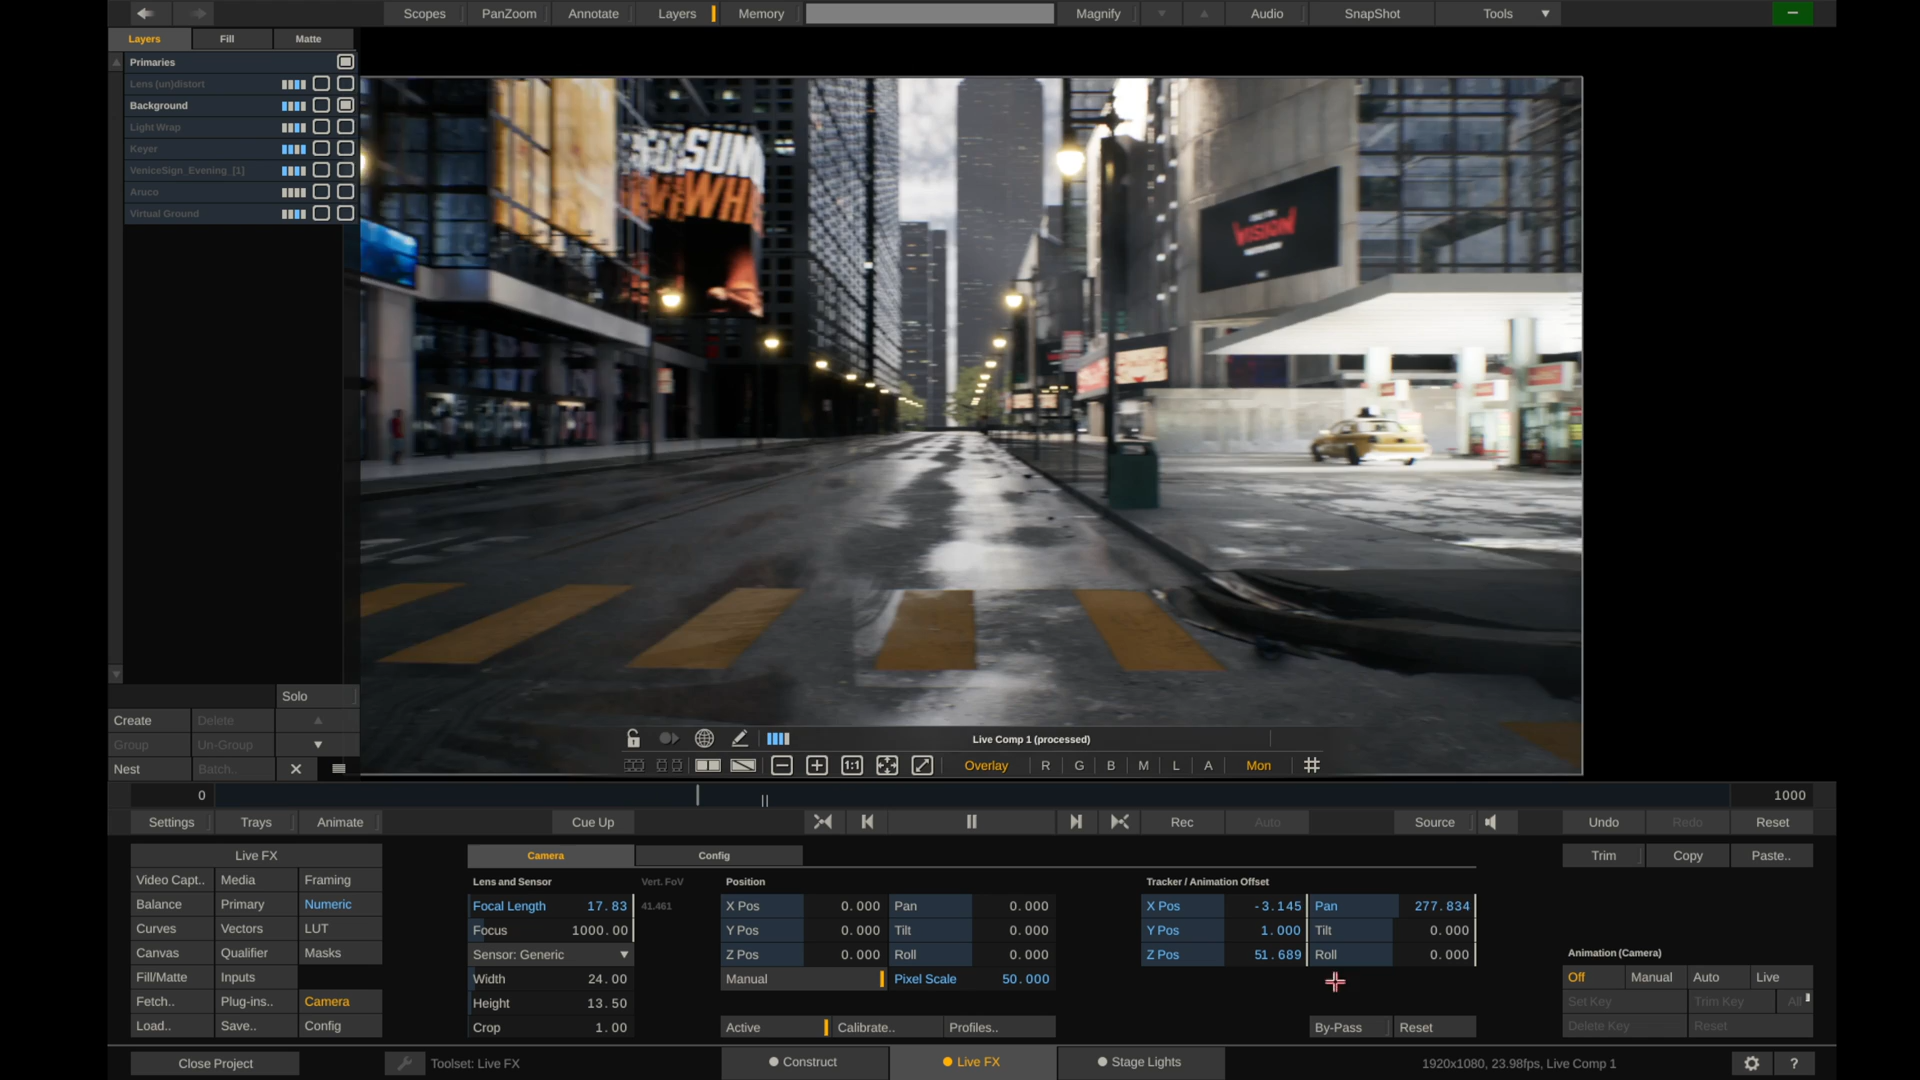 Scopes PanZoom Annotate Layers Memory Magnify Audio SnapShot Tools
Layers Fill Matte
Primaries
Lens (un)distort
Background
Light Wrap
Keyer
VeniceSign_Evening_[1]
Aruco
Virtual Ground
SUN
WH
VISION
Solo
Create Delete
Group Un-Group
Nest Batch..
Live Comp 1 (processed)
1:1 Overlay R G B M L A Mon
0 1000
Settings Trays Animate Cue Up Rec Auto Source Undo Redo Reset
Live FX Camera Config Trim Copy Paste..
Video Capt.. Media Framing
Balance Primary Numeric
Curves Vectors LUT
Canvas Qualifier Masks
Fill/Matte Inputs
Fetch.. Plug-ins.. Camera
Load.. Save.. Config
Lens and Sensor Vert. FoV
Focal Length 17.83 41.461
Focus 1000.00
Sensor: Generic
Width 24.00
Height 13.50
Crop 1.00
Position
X Pos 0.000 Pan 0.000
Y Pos 0.000 Tilt 0.000
Z Pos 0.000 Roll 0.000
Manual Pixel Scale 50.000
Active Calibrate.. Profiles..
Tracker / Animation Offset
X Pos -3.145 Pan 277.834
Y Pos 1.000 Tilt 0.000
Z Pos 51.689 Roll 0.000
By-Pass Reset
Animation (Camera)
Off Manual Auto Live
Set Key Trim Key All
Delete Key Reset
Close Project Toolset: Live FX Construct Live FX Stage Lights 1920x1080, 23.98fps, Live Comp 1 ?